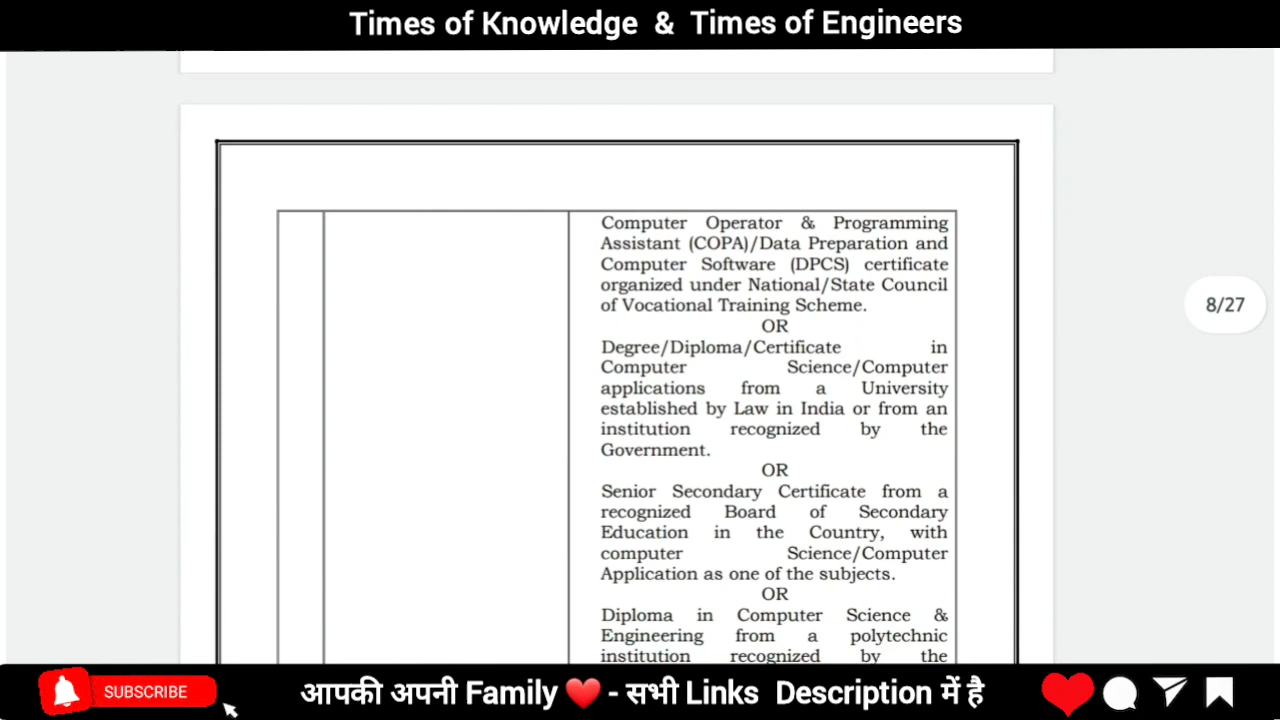 Times of Knowledge & Times of Engineers
Computer Operator & Programming
Assistant (COPA)/Data Preparation and
Computer Software (DPCS) certificate
organized under National/State Council
of Vocational Training Scheme.
OR
Degree/Diploma/Certificate in
Computer Science/Computer
applications from a University
established by Law in India or from an
institution recognized by the
Government.
OR
Senior Secondary Certificate from a
recognized Board of Secondary
Education in the Country, with
computer Science/Computer
Application as one of the subjects.
OR
Diploma in Computer Science &
Engineering from a polytechnic
institution recognized by the
8/27
SUBSCRIBE
आपकी अपनी Family ❤️ - सभी Links Description में है